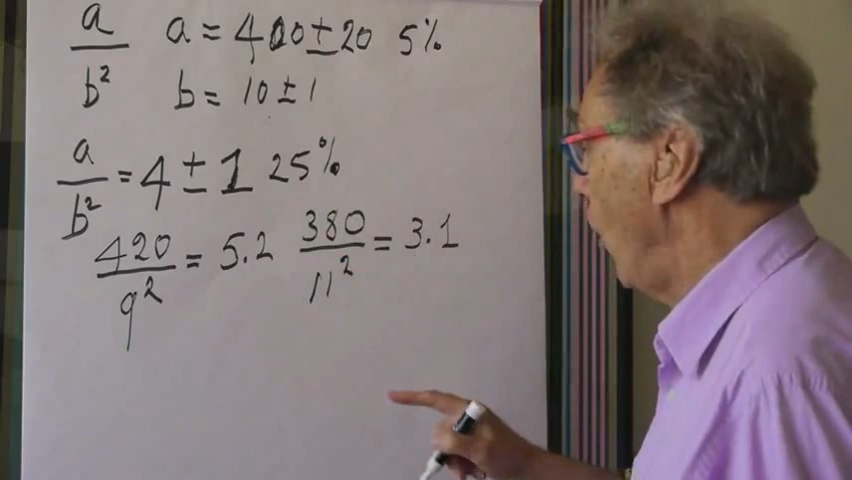 a/b² a = 400 ± 20 5%
b = 10 ± 1
a/b² = 4 ± 1 25%
420/9² = 5.2 380/11² = 3.1